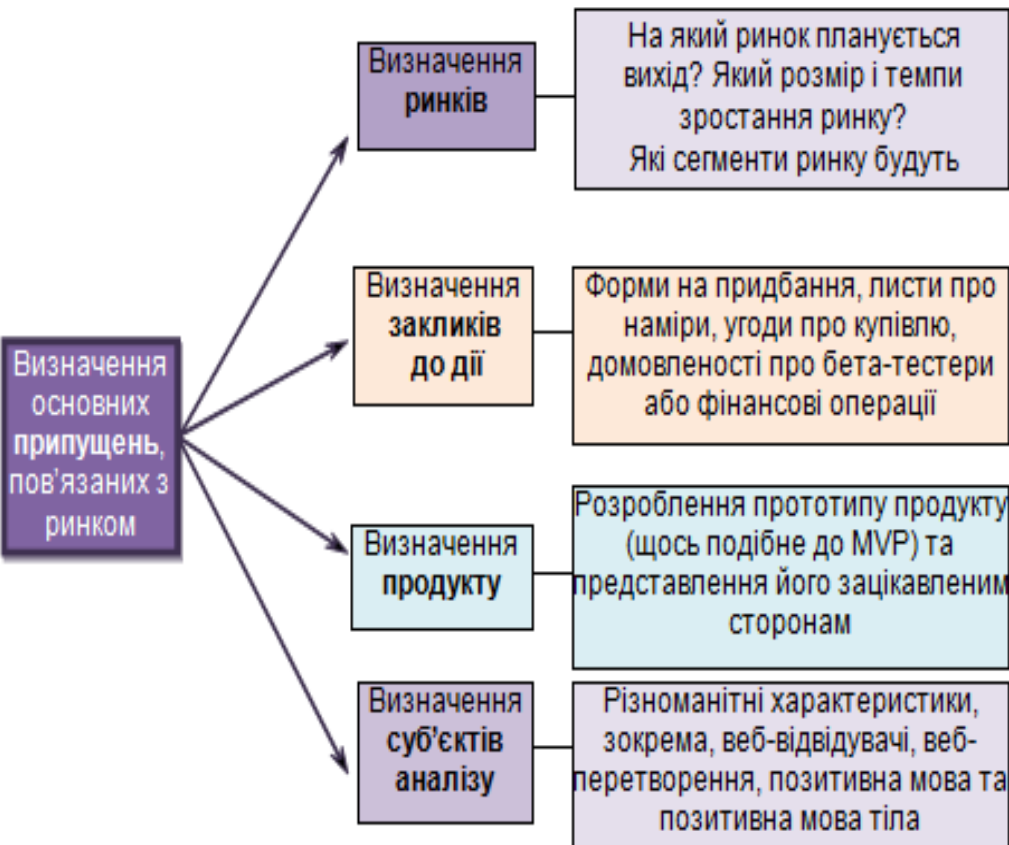 Визначення
основних
припущень,
пов'язаних з
ринком
Визначення
ринків
На який ринок планується
вихід? Який розмір і темпи
зростання ринку?
Які сегменти ринку будуть
Визначення
закликів
до дії
Форми на придбання, листи про
наміри, угоди про купівлю,
домовленості про бета-тестери
або фінансові операції
Визначення
продукту
Розроблення прототипу продукту
(щось подібне до MVP) та
представлення його зацікавленим
сторонам
Визначення
суб'єктів
аналізу
Різноманітні характеристики,
зокрема, веб-відвідувачі, веб-
перетворення, позитивна мова та
позитивна мова тіла